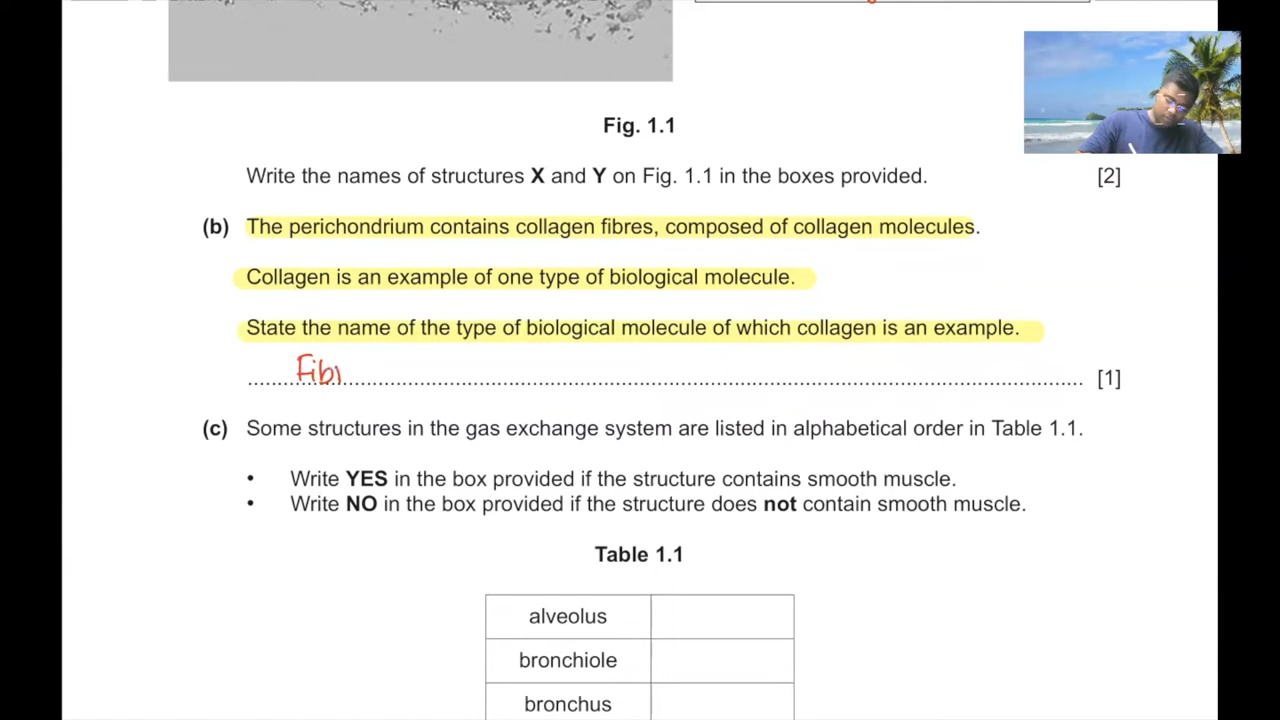 Fig. 1.1
Write the names of structures X and Y on Fig. 1.1 in the boxes provided. [2]
(b) The perichondrium contains collagen fibres, composed of collagen molecules.
Collagen is an example of one type of biological molecule.
State the name of the type of biological molecule of which collagen is an example.
Fibr
.......................................................................................................................................... [1]
(c) Some structures in the gas exchange system are listed in alphabetical order in Table 1.1.
• Write YES in the box provided if the structure contains smooth muscle.
• Write NO in the box provided if the structure does not contain smooth muscle.
Table 1.1
alveolus
bronchiole
bronchus